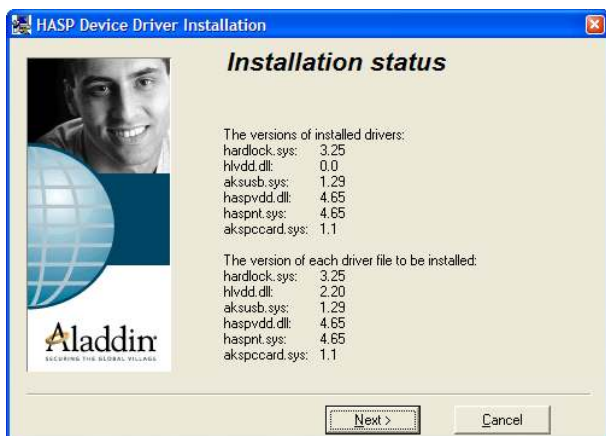 HASP Device Driver Installation
Installation status
The versions of installed drivers:
hardlock.sys: 3.25
hlvdd.dll: 0.0
aksusb.sys: 1.29
haspvdd.dll: 4.65
haspnt.sys: 4.65
akspccard.sys: 1.1
The version of each driver file to be installed:
hardlock.sys: 3.25
hlvdd.dll: 2.20
aksusb.sys: 1.29
haspvdd.dll: 4.65
haspnt.sys: 4.65
akspccard.sys: 1.1
Aladdin
SECURING THE GLOBAL VILLAGE
Next >
Cancel